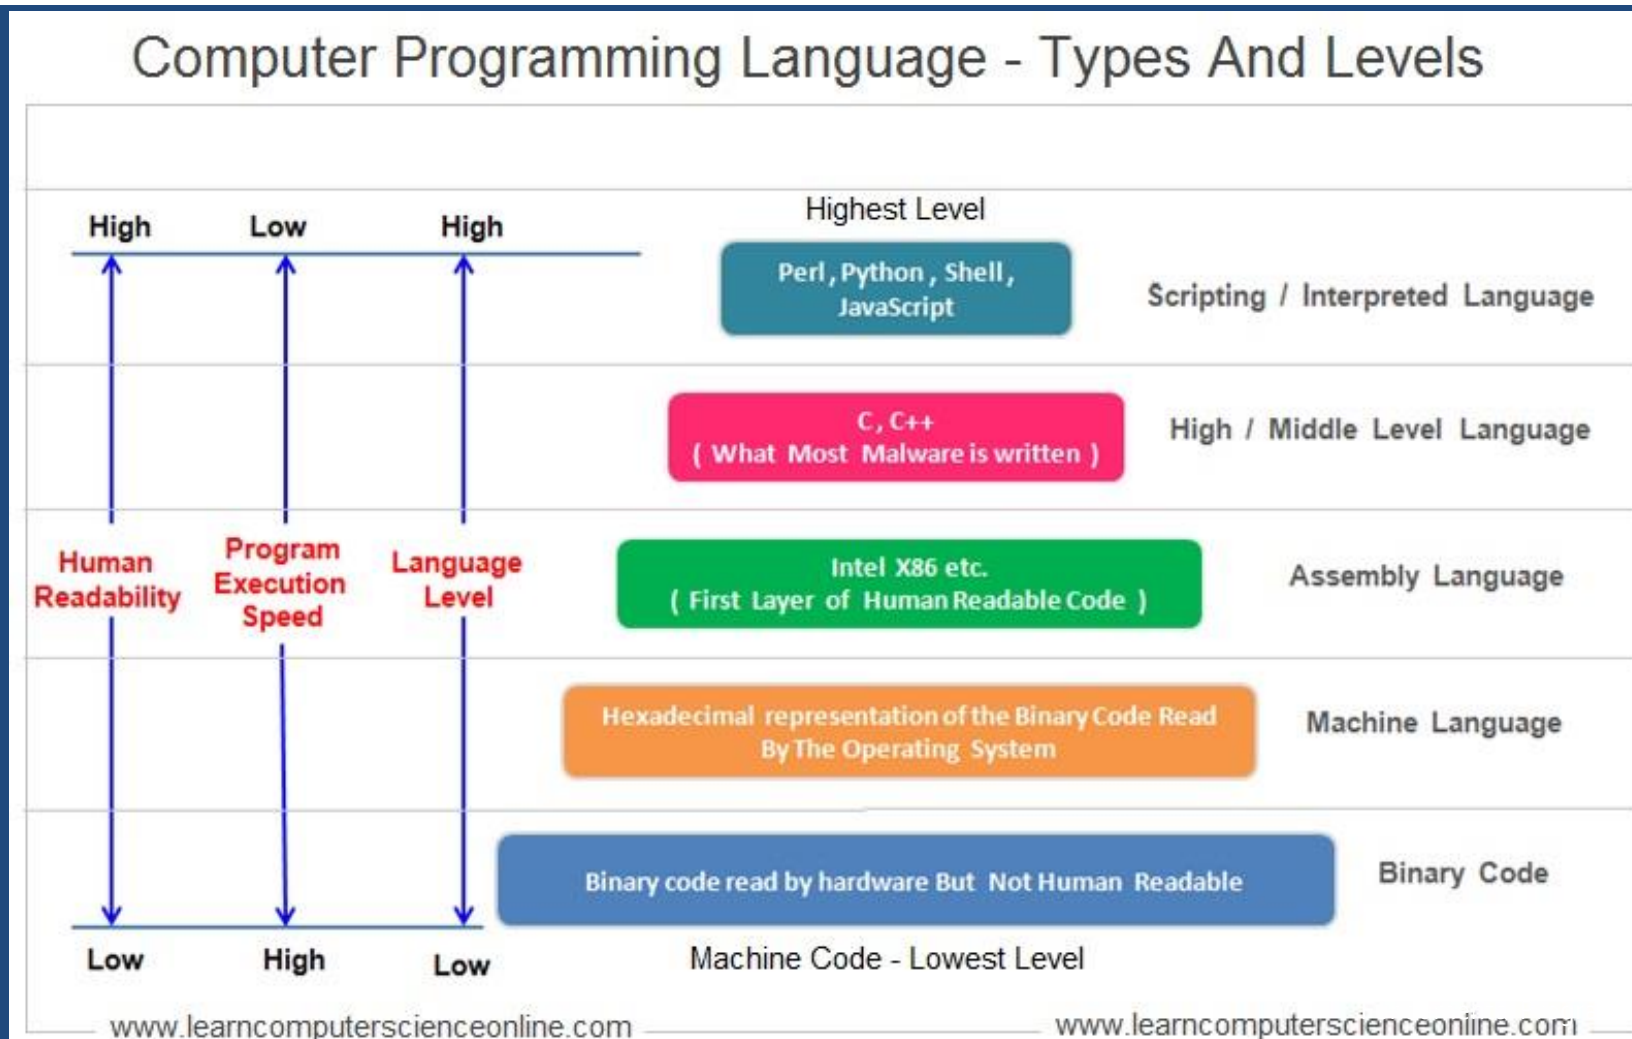 Computer Programming Language - Types And Levels
High Low High
Highest Level
Perl , Python , Shell ,
JavaScript
Scripting / Interpreted Language
C , C++
( What Most Malware is written )
High / Middle Level Language
Human
Readability
Program
Execution
Speed
Language
Level
Intel X86 etc.
( First Layer of Human Readable Code )
Assembly Language
Hexadecimal representation of the Binary Code Read
By The Operating System
Machine Language
Binary code read by hardware But Not Human Readable
Binary Code
Low High Low
Machine Code - Lowest Level
www.learncomputerscienceonline.com
www.learncomputerscienceonline.com